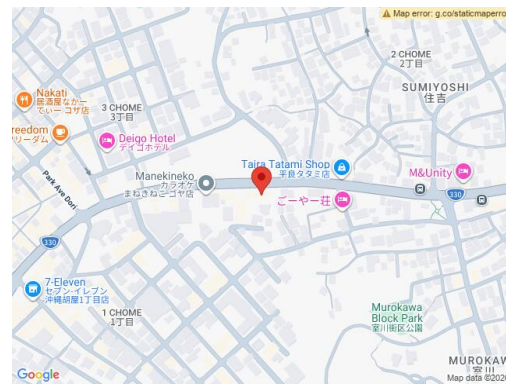 Map error: g.co/staticmaperro
2 CHOME
2丁目
SUMIYOSHI
住吉
Nakati
居酒屋なかー
てぃー コザ店
3 CHOME
3丁目
reedom
リーダム
Deigo Hotel
デイゴホテル
Taira Tatami Shop
平良タタミ店
M&Unity
Manekineko
カラオケ
まねきねこ ゴヤ店
Park Ave Dori
330
ごーやー荘
330
7-Eleven
セブン-イレブン
沖縄胡屋1丁目店
1 CHOME
1丁目
Murokawa
Block Park
室川街区公園
MUROKAW
室川
Google
Map data ©202